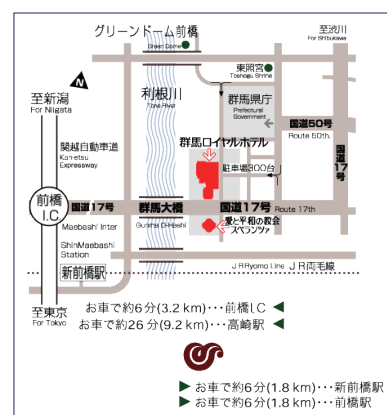 グリーンドーム前橋
Green Dome
至渋川
For Shibukawa
東照宮
Toshogu Shrine
N
至新潟
For Niigata
利根川
Tone River
群馬県庁
Prefectural
Government
国道50号
Route 50th.
関越自動車道
Kan-etsu
Expressway
群馬ロイヤルホテル
駐車場300台
国道17号
前橋
I.C
国道17号
群馬大橋
国道17号
Route 17th
Maebashi Inter
Gunma O-Hashi
愛と平和の教会
スペランツァ
ShinMaebashi
Station
新前橋駅
J R Ryomo l.ine
J R両毛線
至東京
For Tokyo
お車で約6分(3.2 km)･･･前橋I,C ◀
お車で約26分(9.2 km)･･･高崎駅 ◀
▶ お車で約6分(1.8 km)･･･新前橋駅
▶ お車で約6分(1.8 km)･･･前橋駅